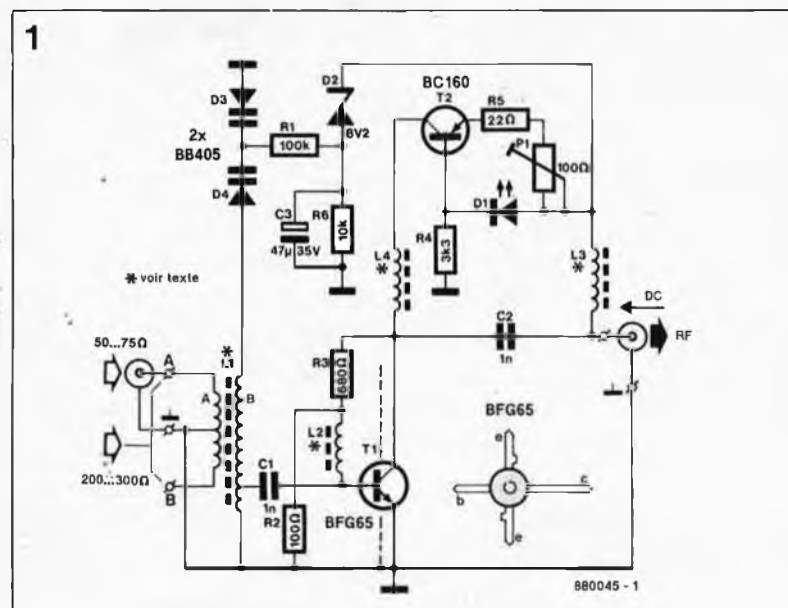 1
D3
2x
BB405
D4
R1
100k
D2
8V2
C3
47µ 35V
R6
10k
BC160
T2
R5
22Ω
P1
100Ω
D1
R4
3k3
L4
*
L3
*
DC
RF
* voir texte
50...75Ω
A
A
*
L1
B
200...300Ω
B
C1
1n
R2
100Ω
R3
680Ω
L2
*
T1
BFG65
C2
1n
BFG65
e
b
c
e
880045 - 1